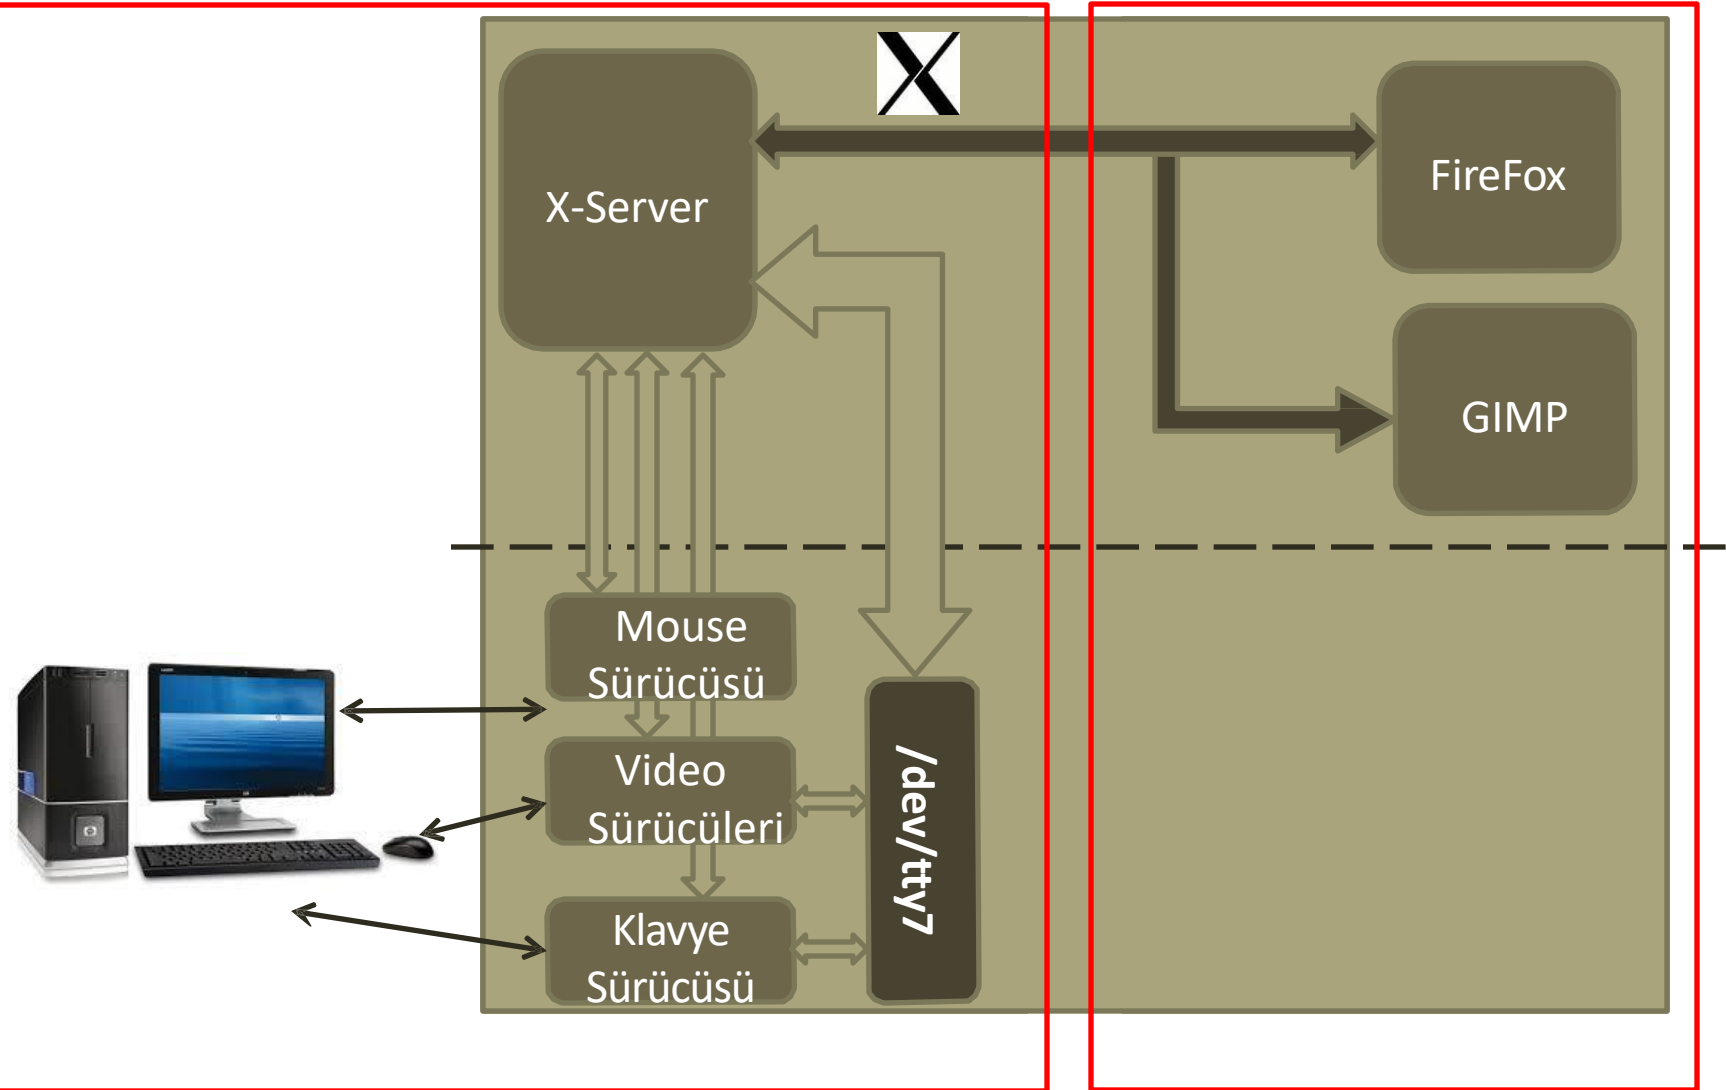 X-Server
FireFox
GIMP
Mouse
Sürücüsü
Video
Sürücüleri
Klavye
Sürücüsü
/dev/tty7